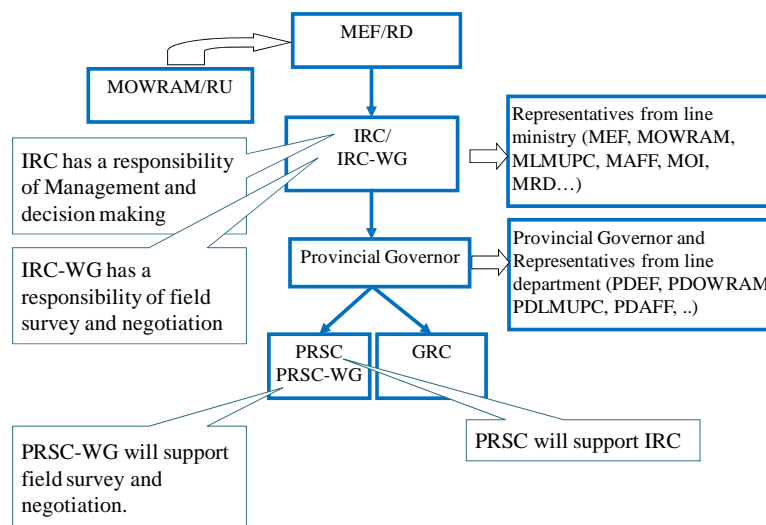 MEF/RD
MOWRAM/RU
IRC/
IRC-WG
Representatives from line
ministry (MEF, MOWRAM,
MLMUPC, MAFF, MOI,
MRD…)
IRC has a responsibility
of Management and
decision making
IRC-WG has a
responsibility of field
survey and negotiation
Provincial Governor
Provincial Governor and
Representatives from line
department (PDEF, PDOWRAM,
PDLMUPC, PDAFF, ..)
PRSC
PRSC-WG
GRC
PRSC-WG will support
field survey and
negotiation.
PRSC will support IRC